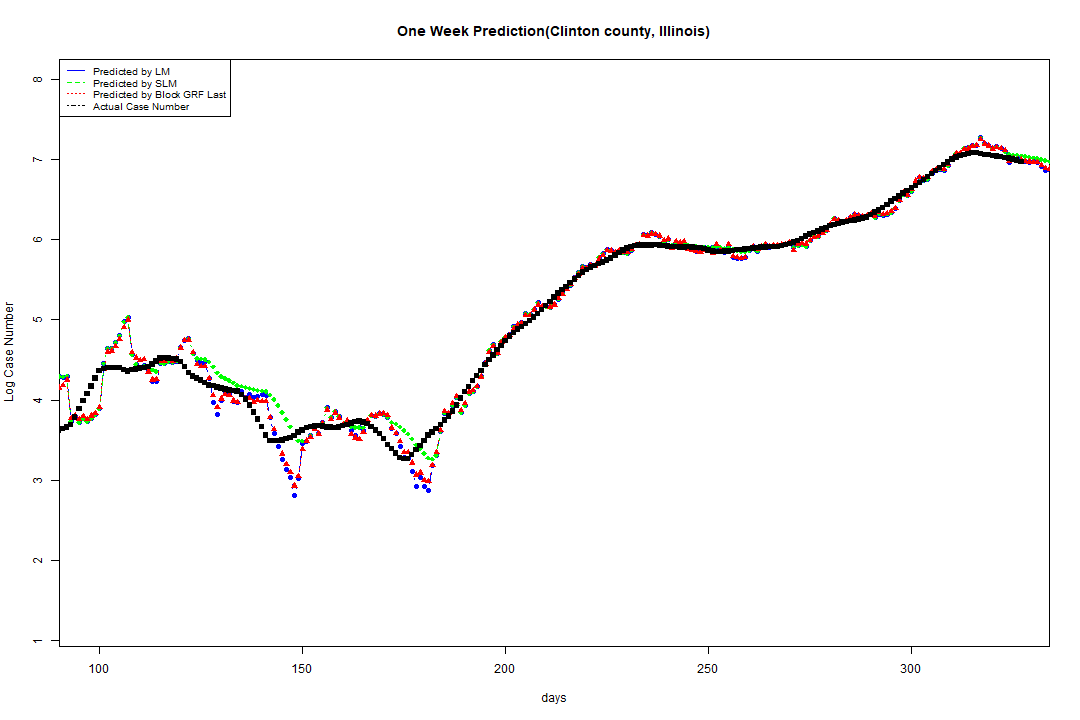 One Week Prediction(Clinton county, Illinois)
Predicted by LM
Predicted by SLM
Predicted by Block GRF Last
Actual Case Number
8
7
6
5
4
3
2
1
Log Case Number
100 150 200 250 300
days